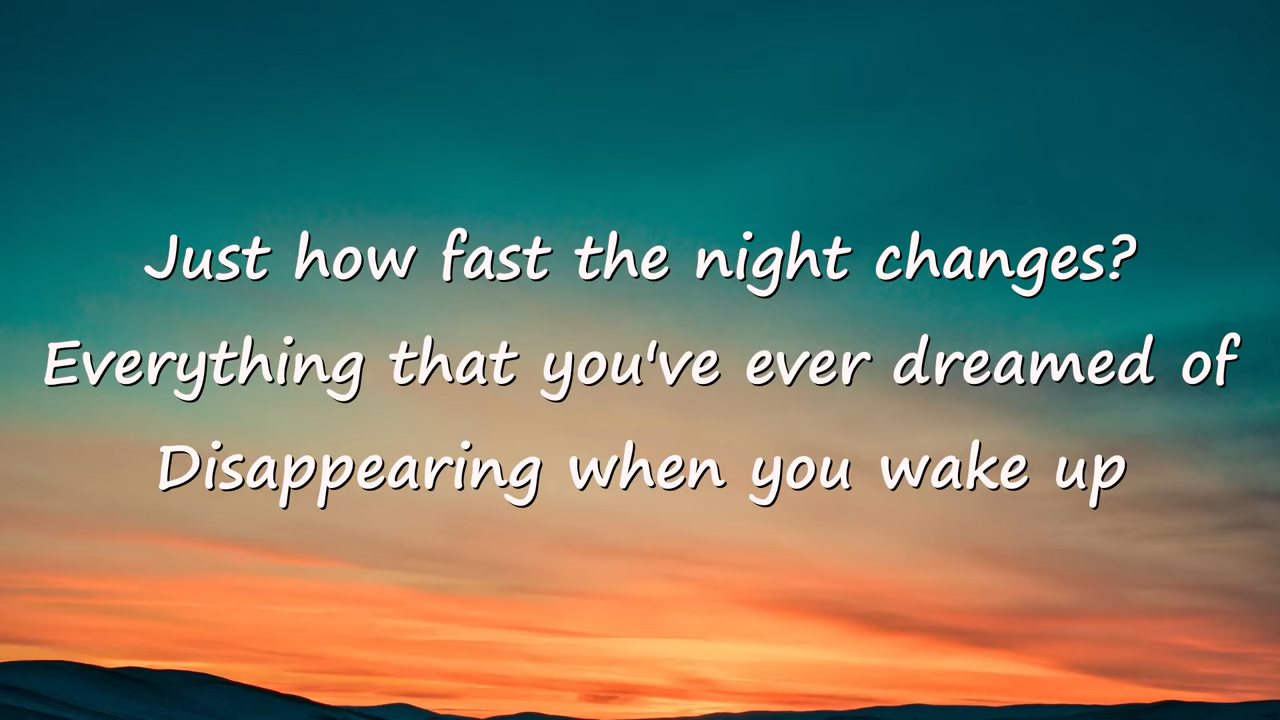 Just how fast the night changes?
Everything that you've ever dreamed of
Disappearing when you wake up